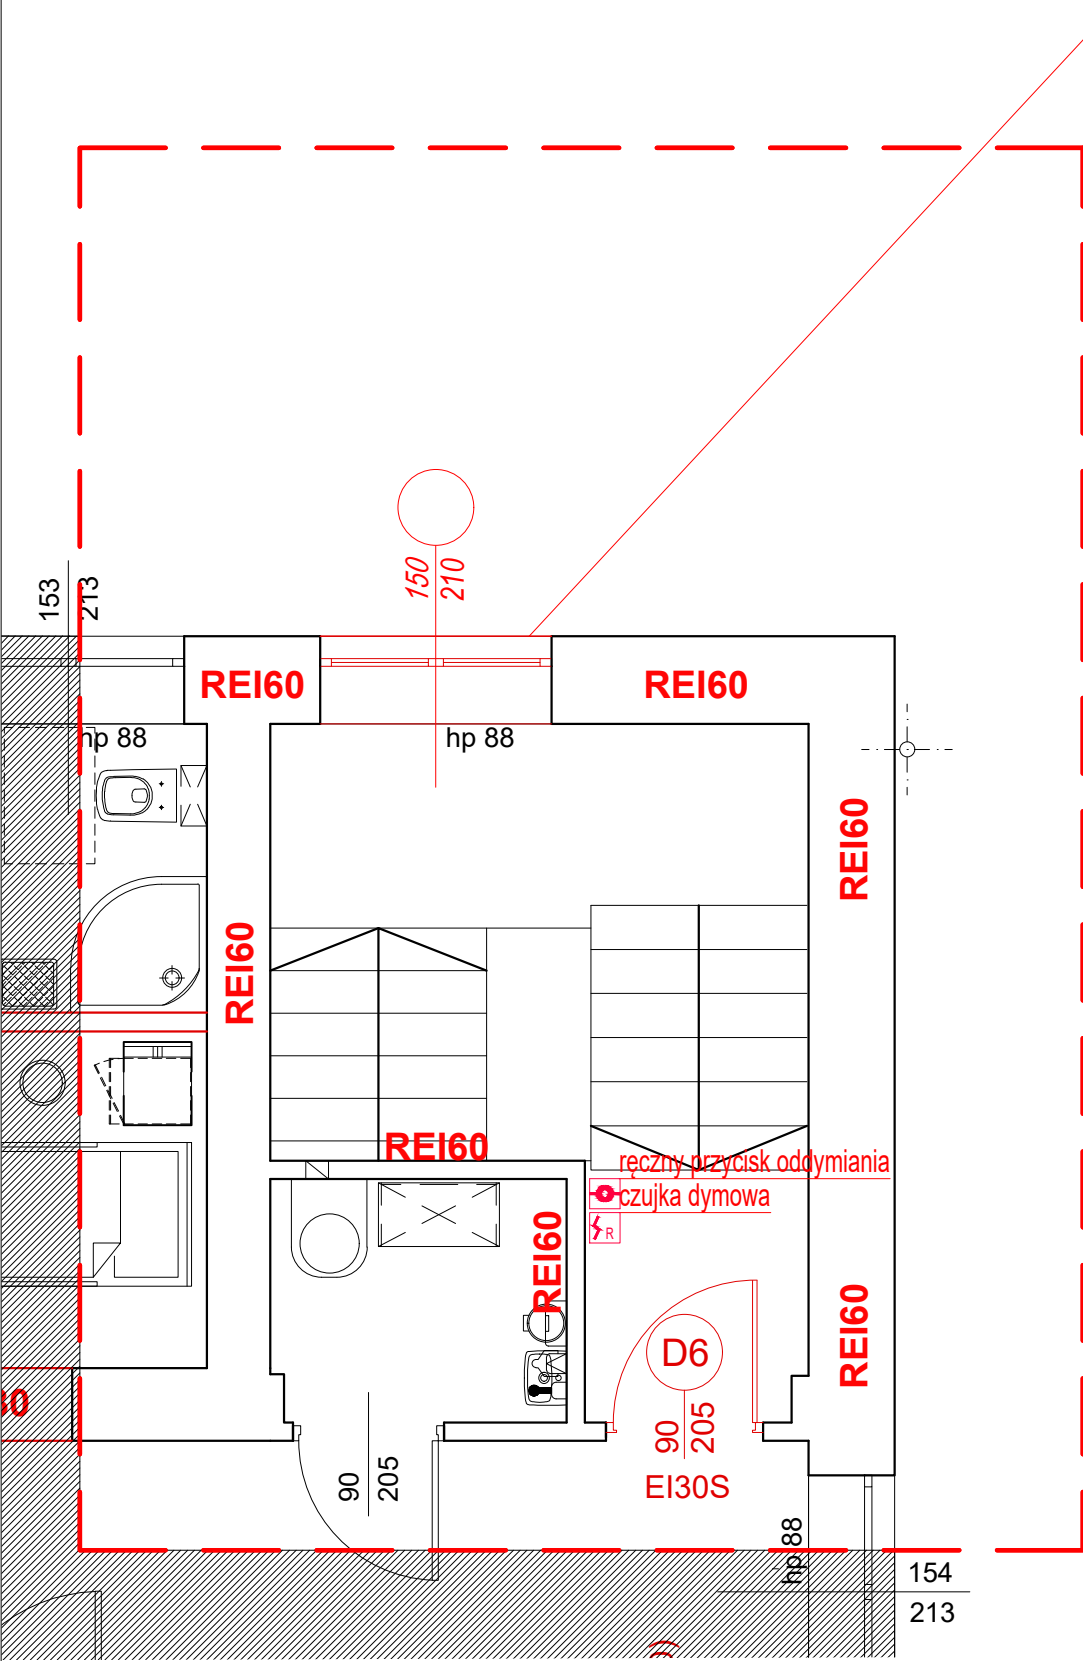 150
210
153
213
REI60
REI60
hp 88
hp 88
REI60
REI60
REI60
ręczny przycisk oddymiania
czujka dymowa
R
REI60
REI60
D6
90
205
EI30S
90
205
hp 88
154
213